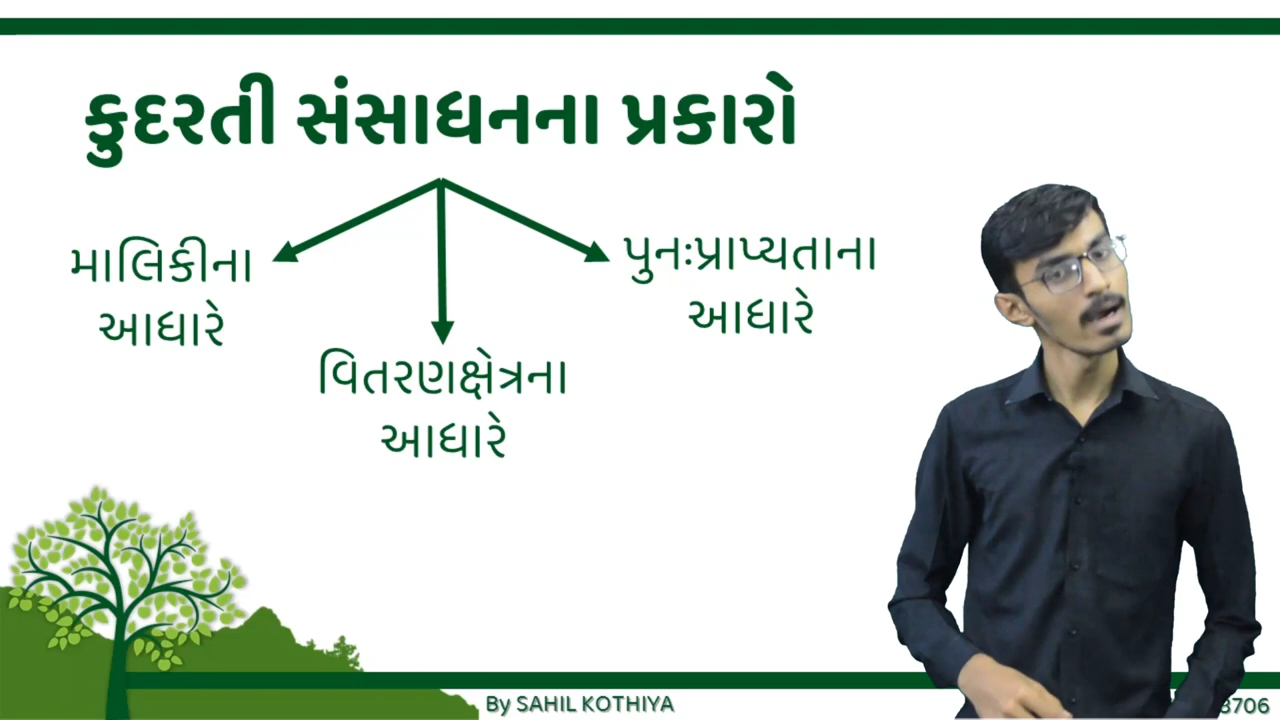 કુદરતી સંસાધનના પ્રકારો
માલિકીના
આધારે
વિતરણક્ષેત્રના
આધારે
પુનઃપ્રાપ્યતાના
આધારે
By SAHIL KOTHIYA